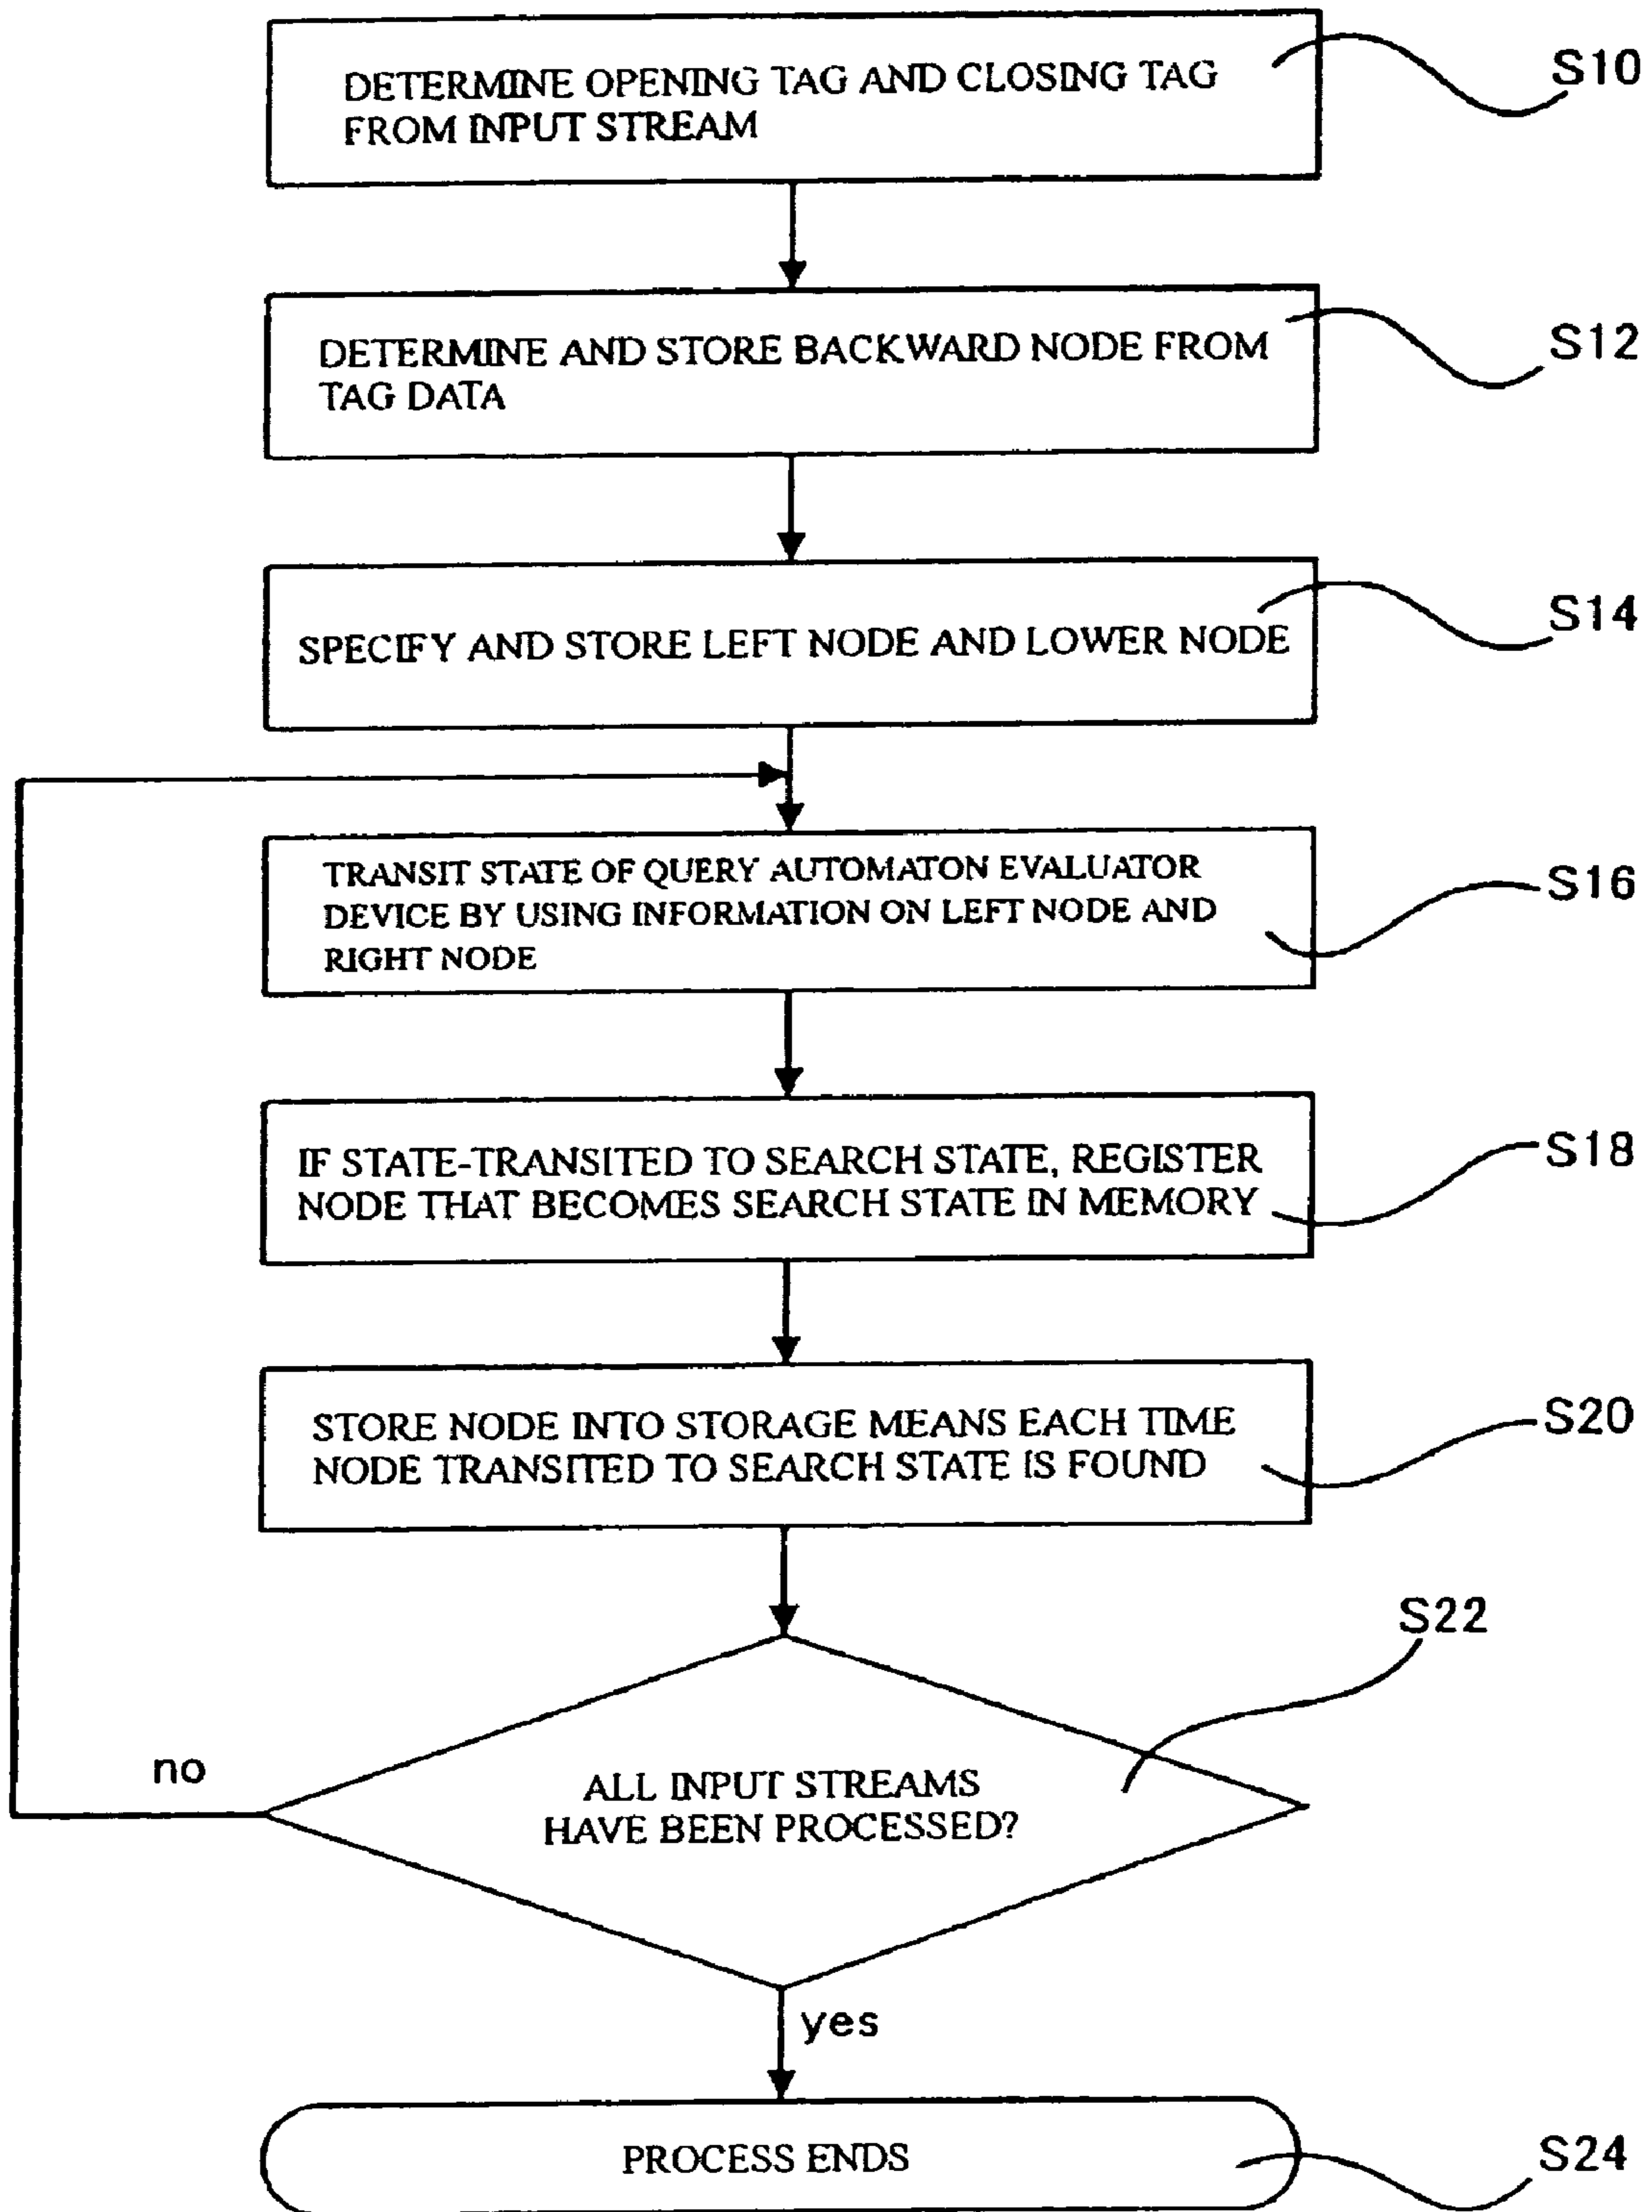 DETERMINE OPENING TAG AND CLOSING TAG
FROM INPUT STREAM
S10
DETERMINE AND STORE BACKWARD NODE FROM
TAG DATA
S12
SPECIFY AND STORE LEFT NODE AND LOWER NODE
S14
TRANSIT STATE OF QUERY AUTOMATON EVALUATOR
DEVICE BY USING INFORMATION ON LEFT NODE AND
RIGHT NODE
S16
IF STATE-TRANSITED TO SEARCH STATE, REGISTER
NODE THAT BECOMES SEARCH STATE IN MEMORY
S18
STORE NODE INTO STORAGE MEANS EACH TIME
NODE TRANSITED TO SEARCH STATE IS FOUND
S20
S22
no
ALL INPUT STREAMS
HAVE BEEN PROCESSED?
yes
PROCESS ENDS
S24